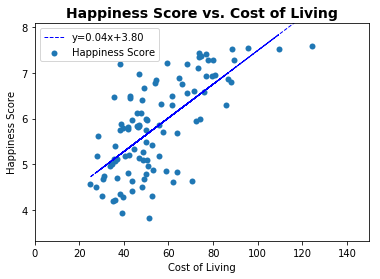 Happiness Score vs. Cost of Living
y=0.04x+3.80
Happiness Score
8
7
6
5
4
Happiness Score
0
20
40
60
80
100
120
140
Cost of Living